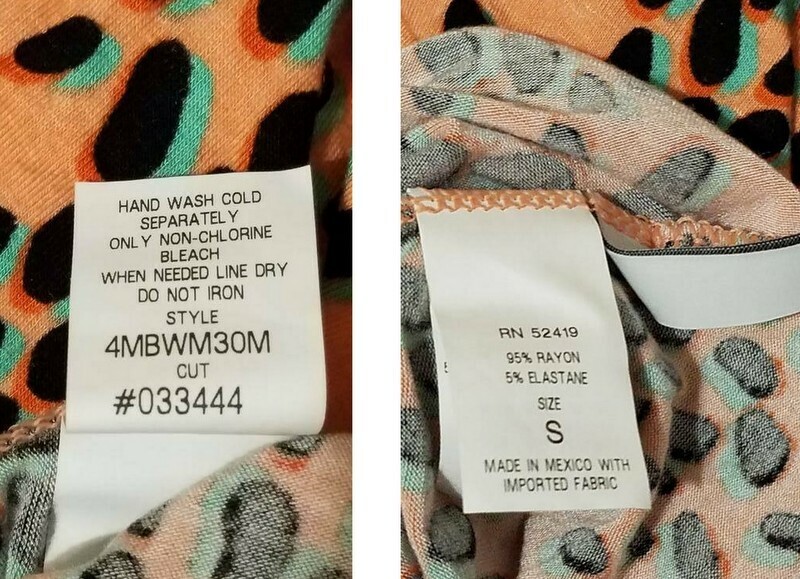 HAND WASH COLD
SEPARATELY
ONLY NON-CHLORINE
BLEACH
WHEN NEEDED LINE DRY
DO NOT IRON
STYLE
4MBWM30M
CUT
#033444
RN 52419
95% RAYON
5% ELASTANE
SIZE
S
MADE IN MEXICO WITH
IMPORTED FABRIC